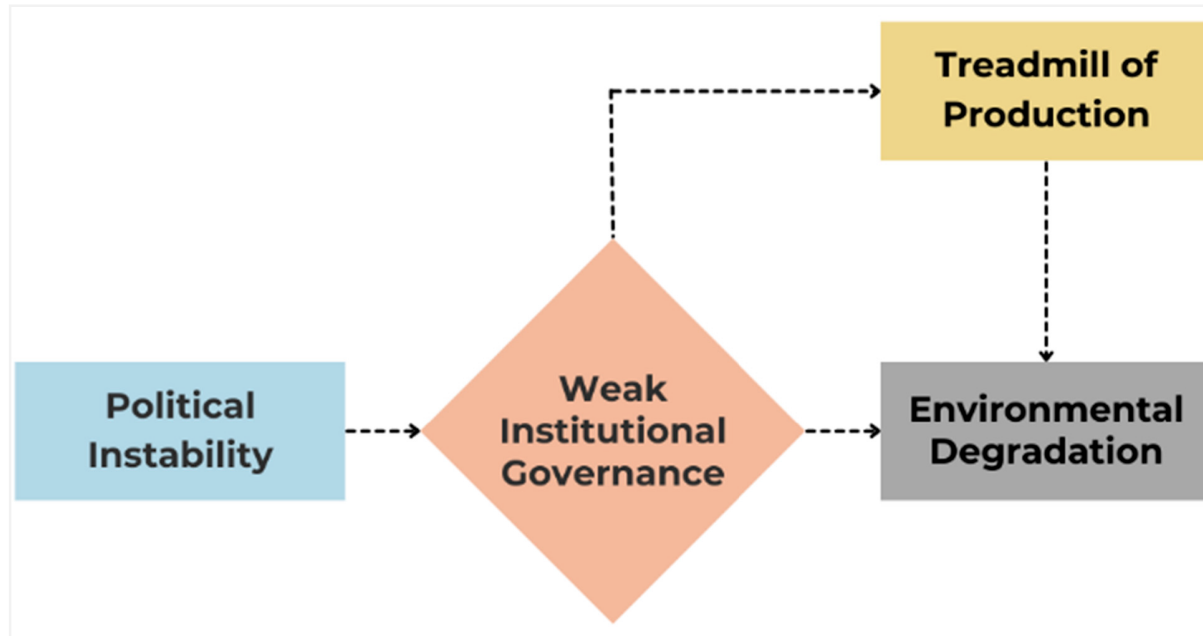 Treadmill of
Production
Political
Instability
Weak
Institutional
Governance
Environmental
Degradation